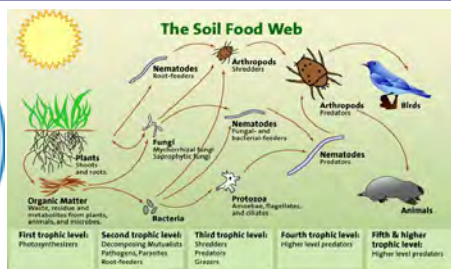 The Soil Food Web
Nematodes
Root-feeders
Arthropods
Shredders
Arthropods
Predators
Birds
Plants
Shoots
and roots
Fungi
Mycorrhizal fungi
Saprophytic fungi
Nematodes
Fungal- and
bacterial-feeders
Nematodes
Predators
Organic Matter
Waste, residue and
metabolites from plants,
animals, and microbes.
Bacteria
Protozoa
Amoebae, flagellates,
and ciliates
Animals
First trophic level:
Photosynthesizers
Second trophic level:
Decomposing Mutualists
Pathogens, Parasites
Root-feeders
Third trophic level:
Shredders
Predators
Grazers
Fourth trophic level:
Higher level predators
Fifth & higher
trophic level:
Higher level predators